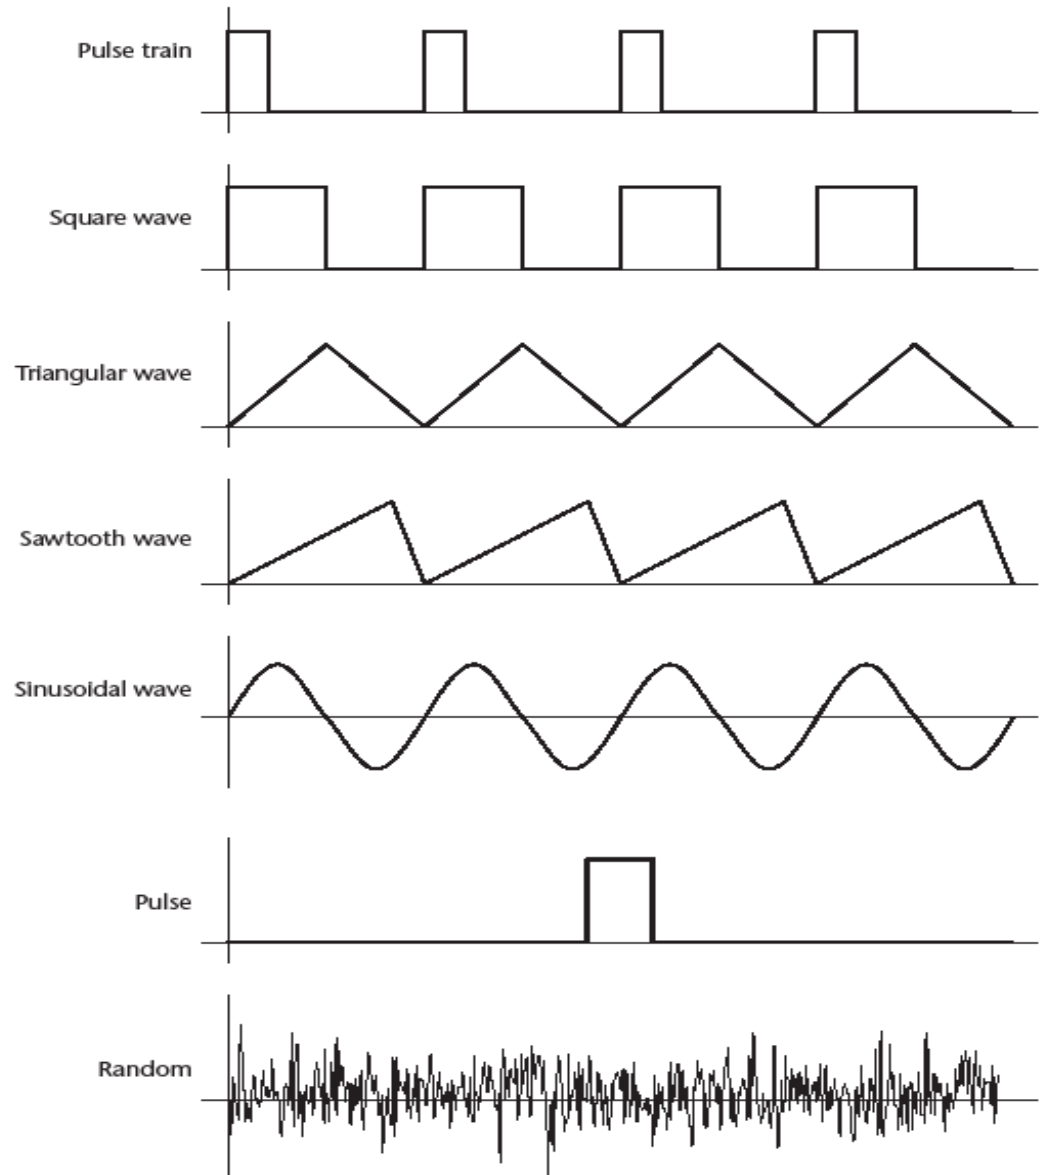 Pulse train
Square wave
Triangular wave
Sawtooth wave
Sinusoidal wave
Pulse
Random